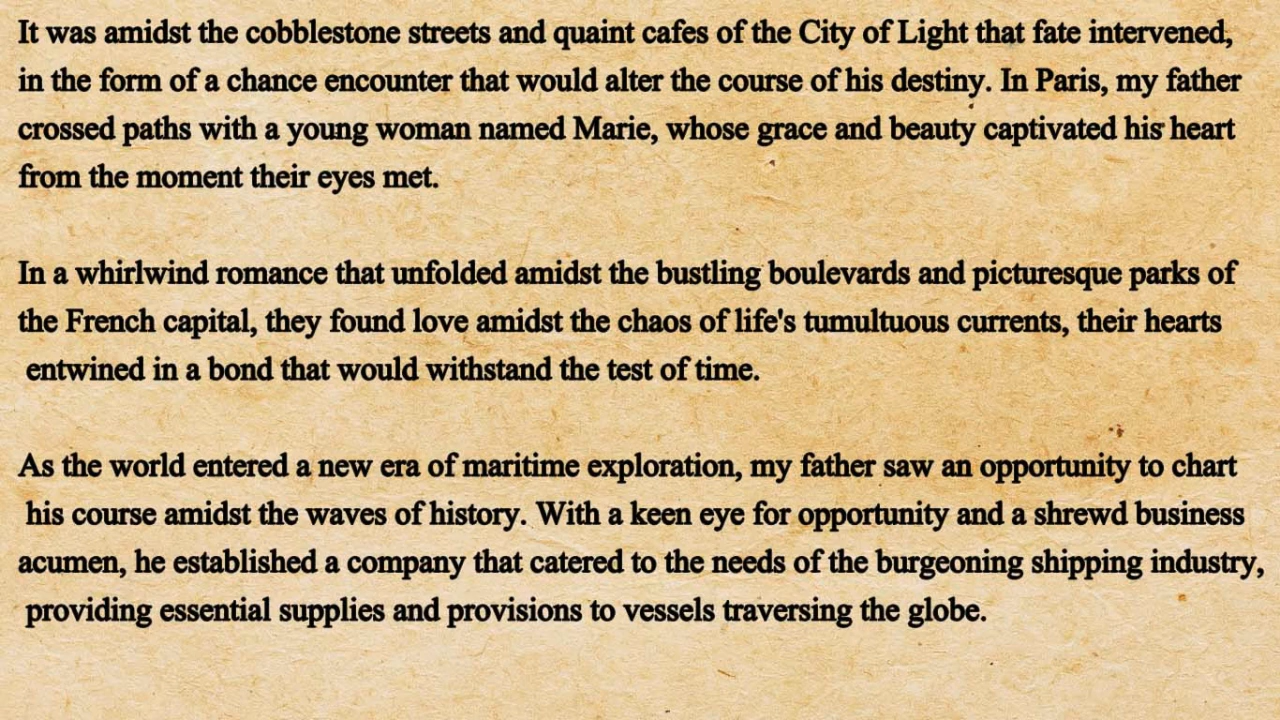 It was amidst the cobblestone streets and quaint cafes of the City of Light that fate intervened,
in the form of a chance encounter that would alter the course of his destiny. In Paris, my father
crossed paths with a young woman named Marie, whose grace and beauty captivated his heart
from the moment their eyes met.
In a whirlwind romance that unfolded amidst the bustling boulevards and picturesque parks of
the French capital, they found love amidst the chaos of life's tumultuous currents, their hearts
entwined in a bond that would withstand the test of time.
As the world entered a new era of maritime exploration, my father saw an opportunity to chart
his course amidst the waves of history. With a keen eye for opportunity and a shrewd business
acumen, he established a company that catered to the needs of the burgeoning shipping industry,
providing essential supplies and provisions to vessels traversing the globe.